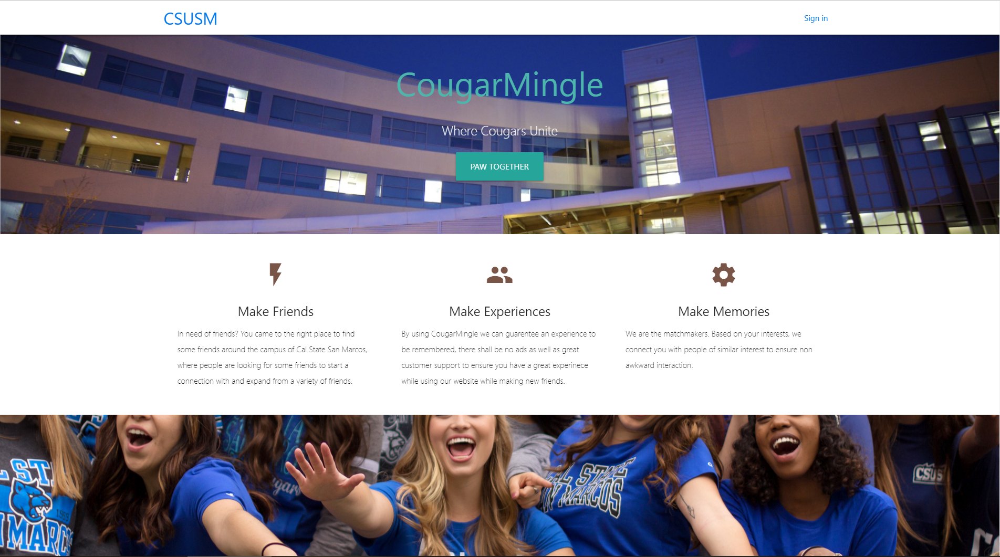 CSUSM
Sign in
CougarMingle
Where Cougars Unite
PAW TOGETHER
Make Friends
In need of friends? You came to the right place to find
some friends around the campus of Cal State San Marcos,
where people are looking for some friends to start a
connection with and expand from a variety of friends.
Make Experiences
By using CougarMingle we can guarentee an experience to
be remembered, there shall be no ads as well as great
customer support to ensure you have a great experinece
while using our website while making new friends.
Make Memories
We are the matchmakers. Based on your interests, we
connect you with people of similar interest to ensure non
awkward interaction.
L STATE
N MARCOS
CSUS
1989
MARCOS